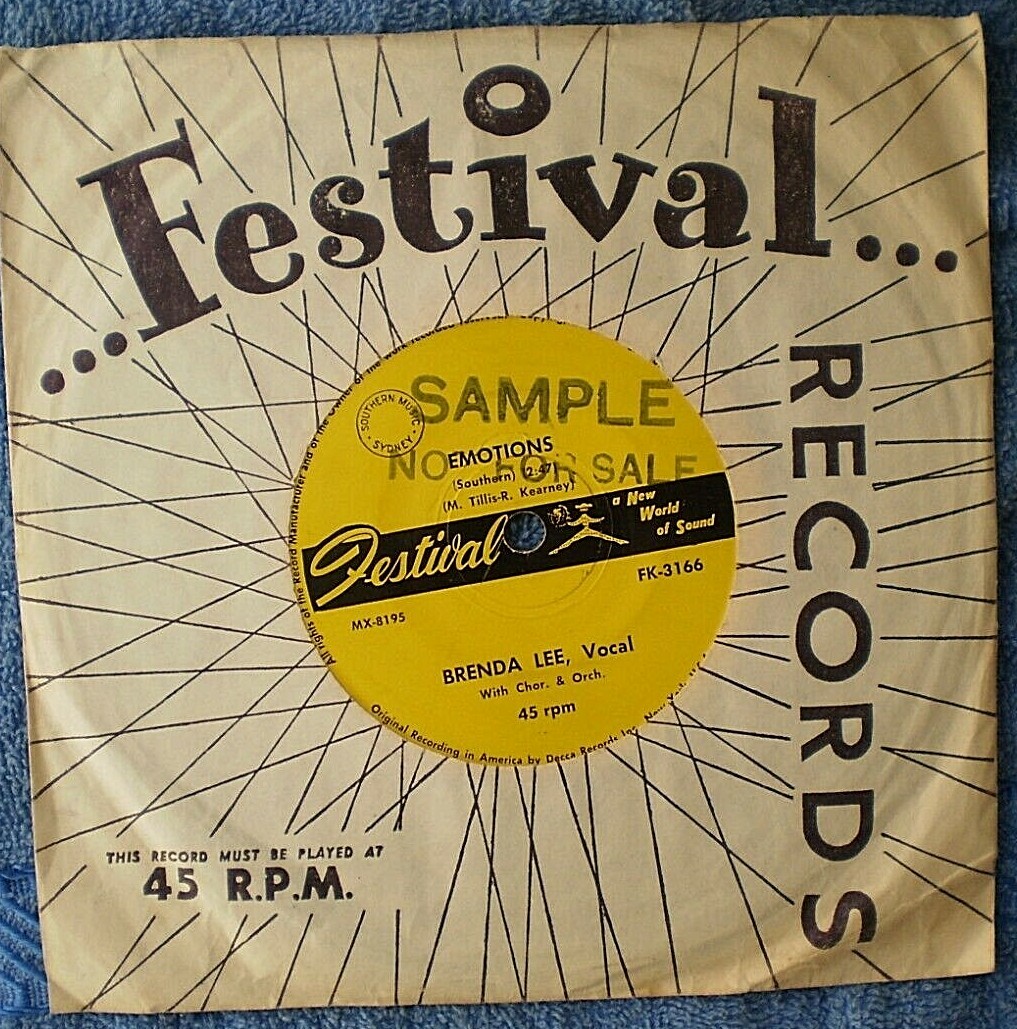 ...Festival...
RECORDS
All rights of the Record Manufacturer and of the Owner of the work
SAMPLE
SOUTHERN MUSIC
• SYDNEY •
EMOTIONS
NOT FOR SALE
(Southern) (2:47)
(M. Tillis-R. Kearney)
Festival
a New
World
of Sound
FK-3166
MX-8195
BRENDA LEE, Vocal
With Chor. & Orch.
45 rpm
Original Recording in America by Decca Records Inc. New York
THIS RECORD MUST BE PLAYED AT
45 R.P.M.